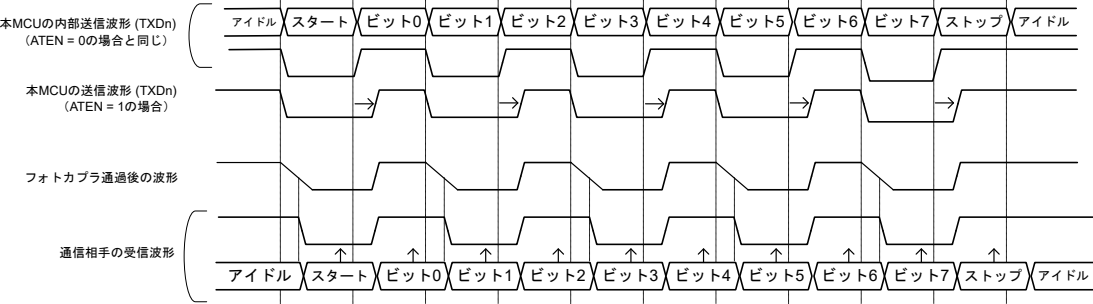 本MCUの内部送信波形 (TXDn)
（ATEN = 0の場合と同じ）
アイドル スタート ビット0 ビット1 ビット2 ビット3 ビット4 ビット5 ビット6 ビット7 ストップ アイドル
本MCUの送信波形 (TXDn)
（ATEN = 1の場合）
フォトカプラ通過後の波形
通信相手の受信波形
アイドル スタート ビット0 ビット1 ビット2 ビット3 ビット4 ビット5 ビット6 ビット7 ストップ アイドル